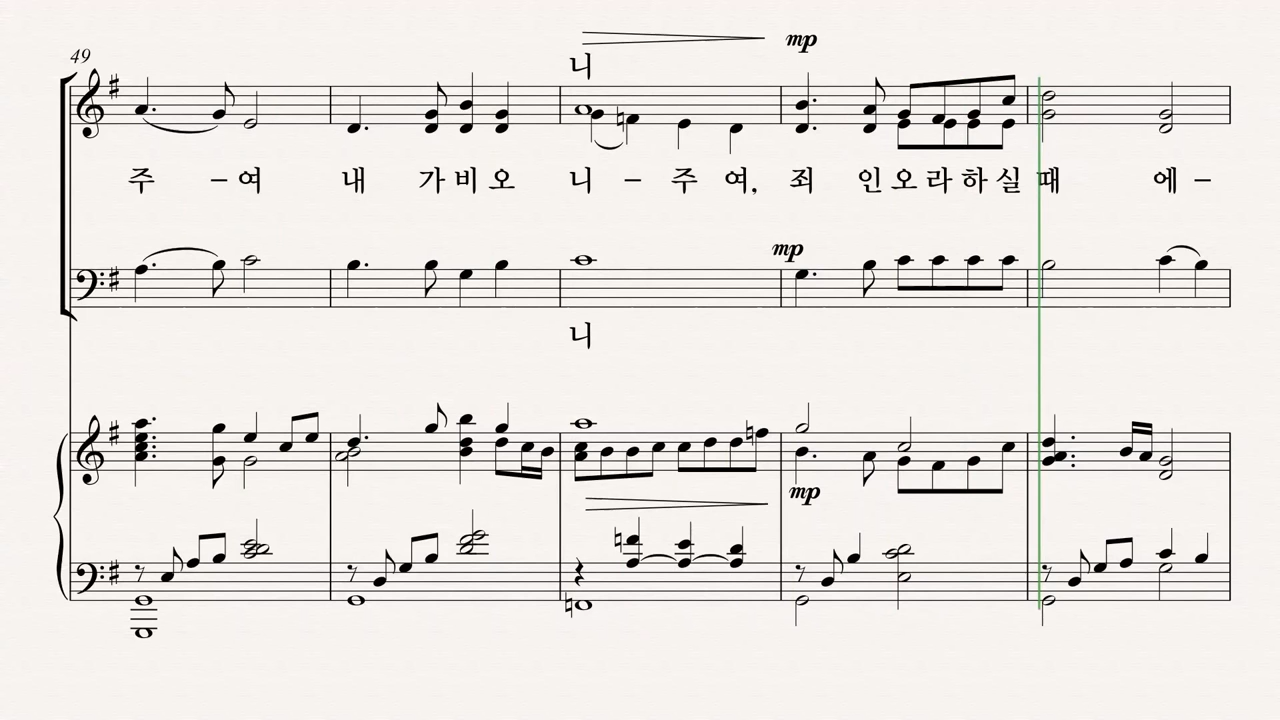 49
mp
니
주 – 여 내 가 비 오 니 – 주 여, 죄 인 오 라 하 실 때 에 –
mp
니
mp